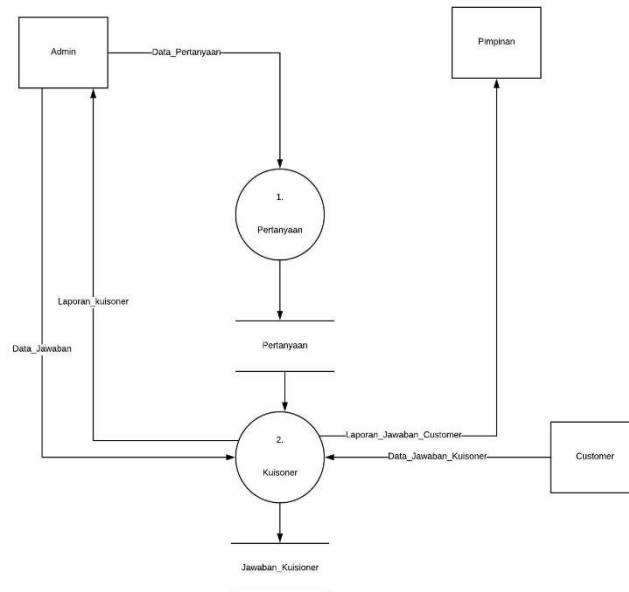 Admin
Pimpinan
Data_Pertanyaan
1.
Pertanyaan
Laporan_kuisoner
Pertanyaan
Data_Jawaban
2.
Kuisoner
Laporan_Jawaban_Customer
Data_Jawaban_Kuisoner
Customer
Jawaban_Kuisioner